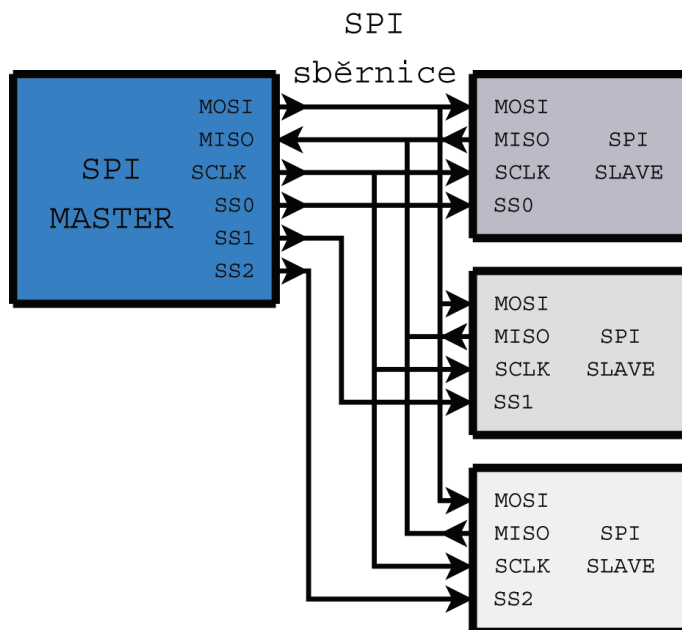 SPI
sběrnice
SPI
MASTER
MOSI
MISO
SCLK
SS0
SS1
SS2
MOSI
MISO SPI
SCLK SLAVE
SS0
MOSI
MISO SPI
SCLK SLAVE
SS1
MOSI
MISO SPI
SCLK SLAVE
SS2